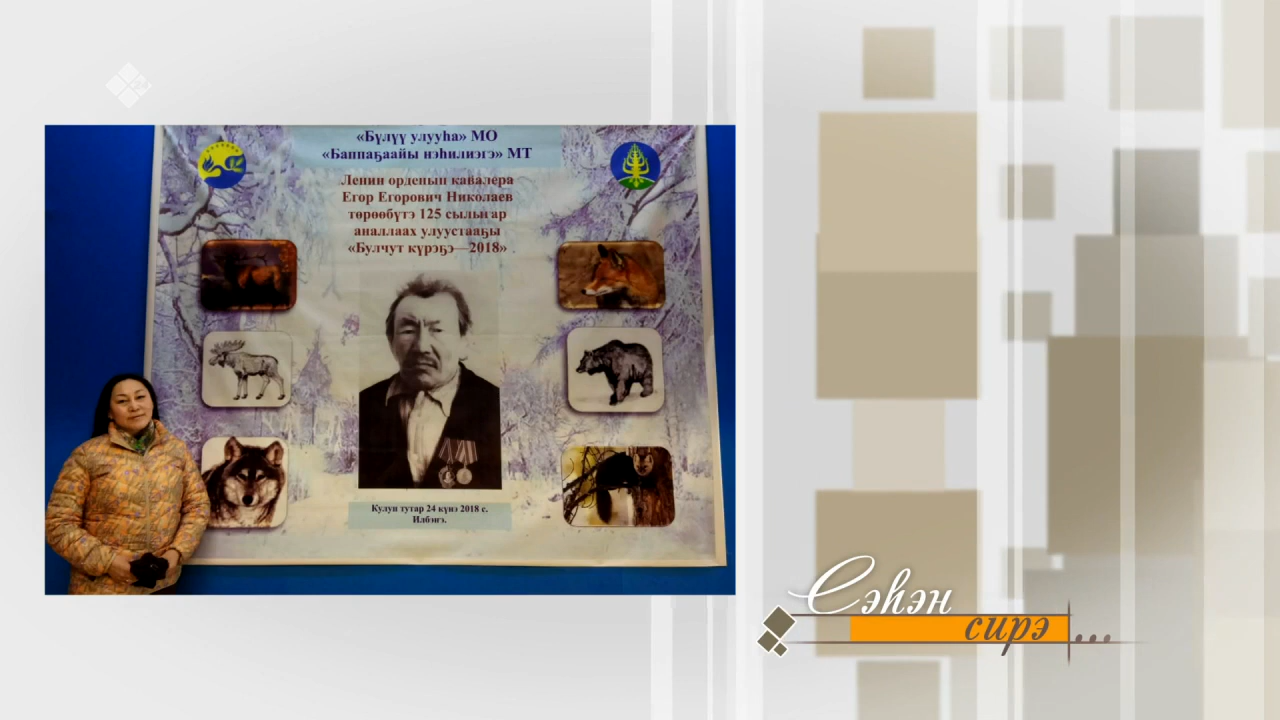 «Бүлүү улууһа» МО
«Баппаҕаайы нэһилиэгэ» МТ
Ленин орденын кавалера
Егор Егорович Николаев
төрөөбүтэ 125 сылыгар
аналлаах улуустааҕы
«Булчут күрэҕэ—2018»
Кулун тутар 24 күнэ 2018 с.
Илбэҥэ.
Сэһэн
сирэ...